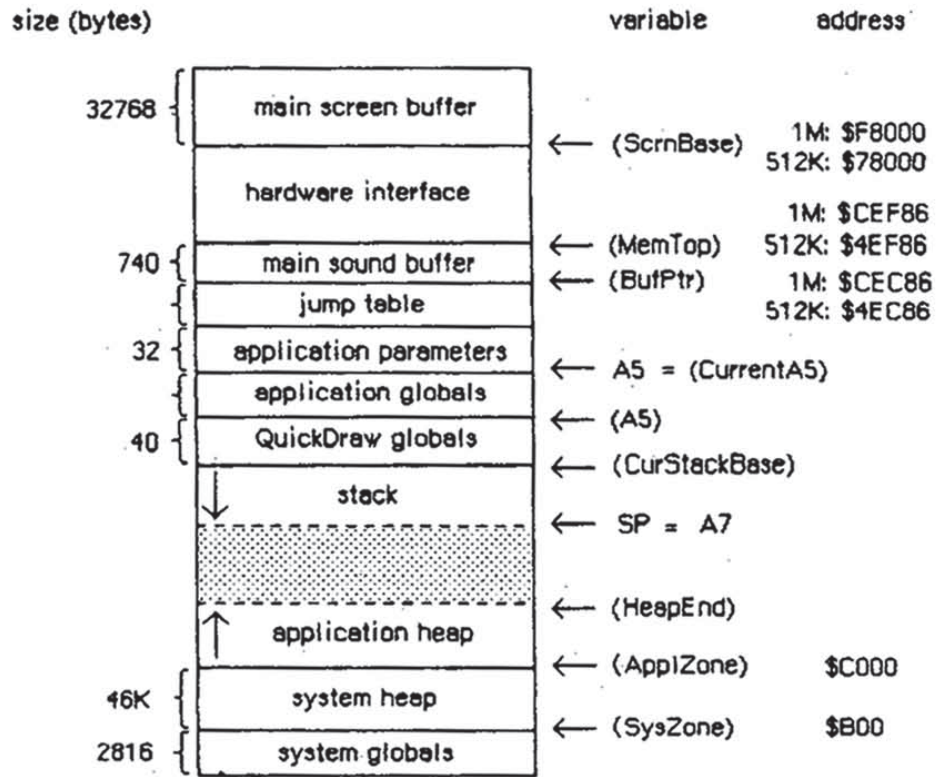 size (bytes) variable address
32768 main screen buffer
(ScrnBase) 1M: $F8000
512K: $78000
hardware interface
1M: $CEF86
(MemTop) 512K: $4EF86
740 main sound buffer
(BufPtr) 1M: $CEC86
jump table 512K: $4EC86
32 application parameters
A5 = (CurrentA5)
application globals
(A5)
40 QuickDraw globals
(CurStackBase)
stack
SP = A7
(HeapEnd)
application heap
(ApplZone) $C000
46K system heap
(SysZone) $B00
2816 system globals